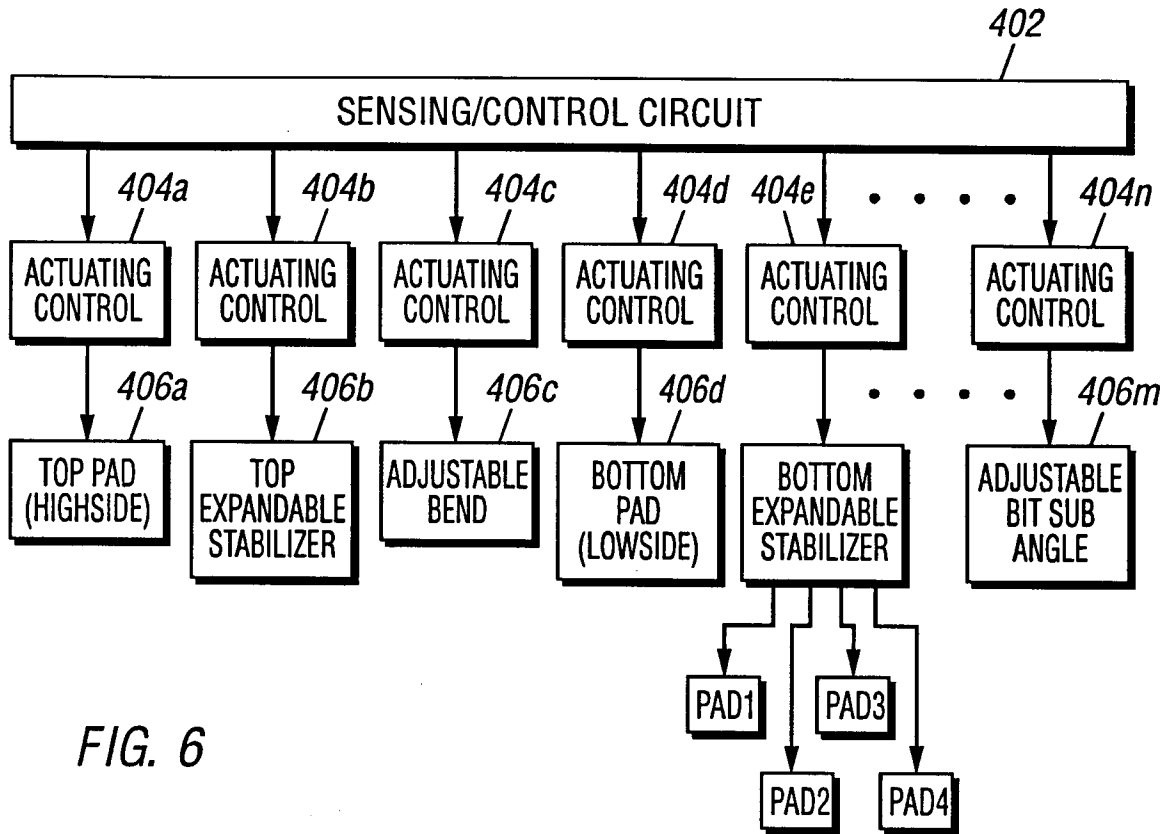 402
SENSING/CONTROL CIRCUIT
404a
404b
404c
404d
404e
404n
ACTUATING
CONTROL
ACTUATING
CONTROL
ACTUATING
CONTROL
ACTUATING
CONTROL
ACTUATING
CONTROL
ACTUATING
CONTROL
406a
406b
406c
406d
406m
TOP PAD
(HIGHSIDE)
TOP
EXPANDABLE
STABILIZER
ADJUSTABLE
BEND
BOTTOM
PAD
(LOWSIDE)
BOTTOM
EXPANDABLE
STABILIZER
ADJUSTABLE
BIT SUB
ANGLE
PAD1
PAD3
PAD2
PAD4
FIG. 6